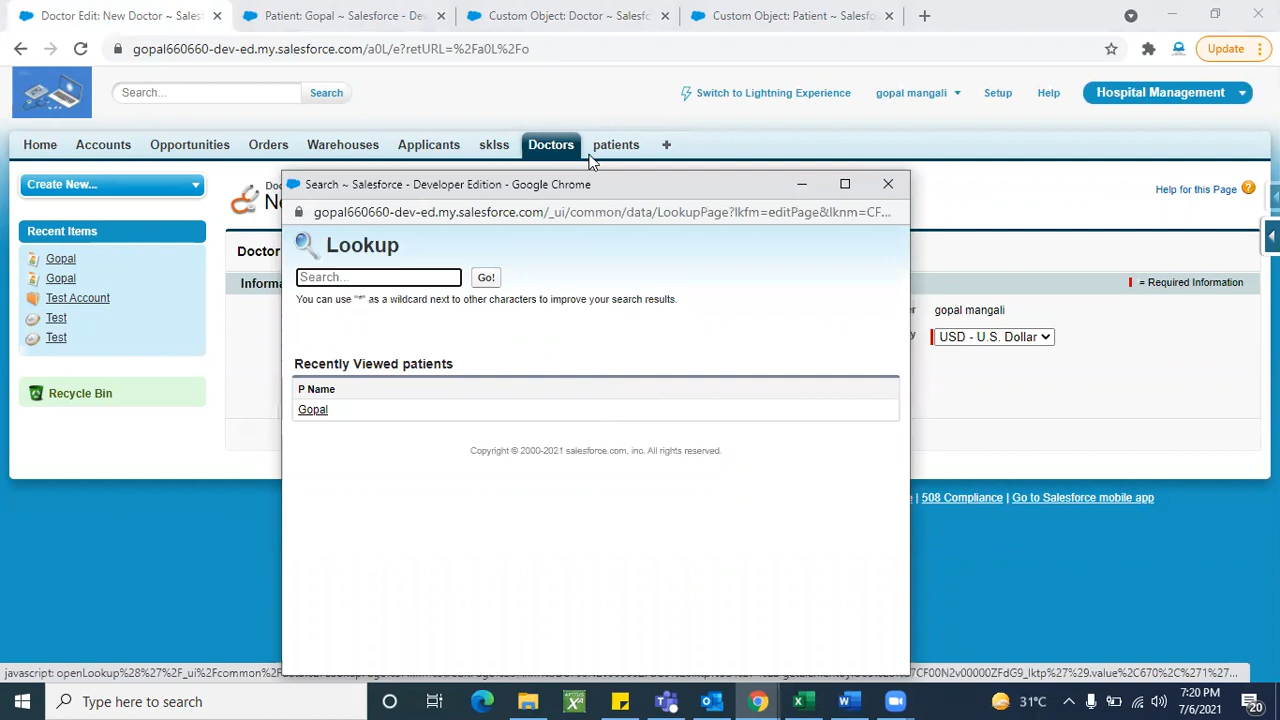 Doctor Edit: New Doctor ~ Sales
Patient: Gopal ~ Salesforce - Dev
Custom Object: Doctor ~ Salesfo
Custom Object: Patient ~ Salesfo
gopal660660-dev-ed.my.salesforce.com/a0L/e?retURL=%2Fa0L%2Fo
Update
Search...
Search
Switch to Lightning Experience
gopal mangali
Setup
Help
Hospital Management
Home
Accounts
Opportunities
Orders
Warehouses
Applicants
sklss
Doctors
patients
+
Create New...
Search ~ Salesforce - Developer Edition - Google Chrome
Help for this Page
gopal660660-dev-ed.my.salesforce.com/_ui/common/data/LookupPage?lkfm=editPage&lknm=CF...
Recent Items
Lookup
Doctor
Gopal
Gopal
Search...
Go!
Informa
= Required Information
Test Account
You can use "*" as a wildcard next to other characters to improve your search results.
gopal mangali
Test
Test
USD - U.S. Dollar
Recently Viewed patients
P Name
Recycle Bin
Gopal
Copyright © 2000-2021 salesforce.com, inc. All rights reserved.
| 508 Compliance | Go to Salesforce mobile app
Type here to search
31°C
7:20 PM
7/6/2021
20